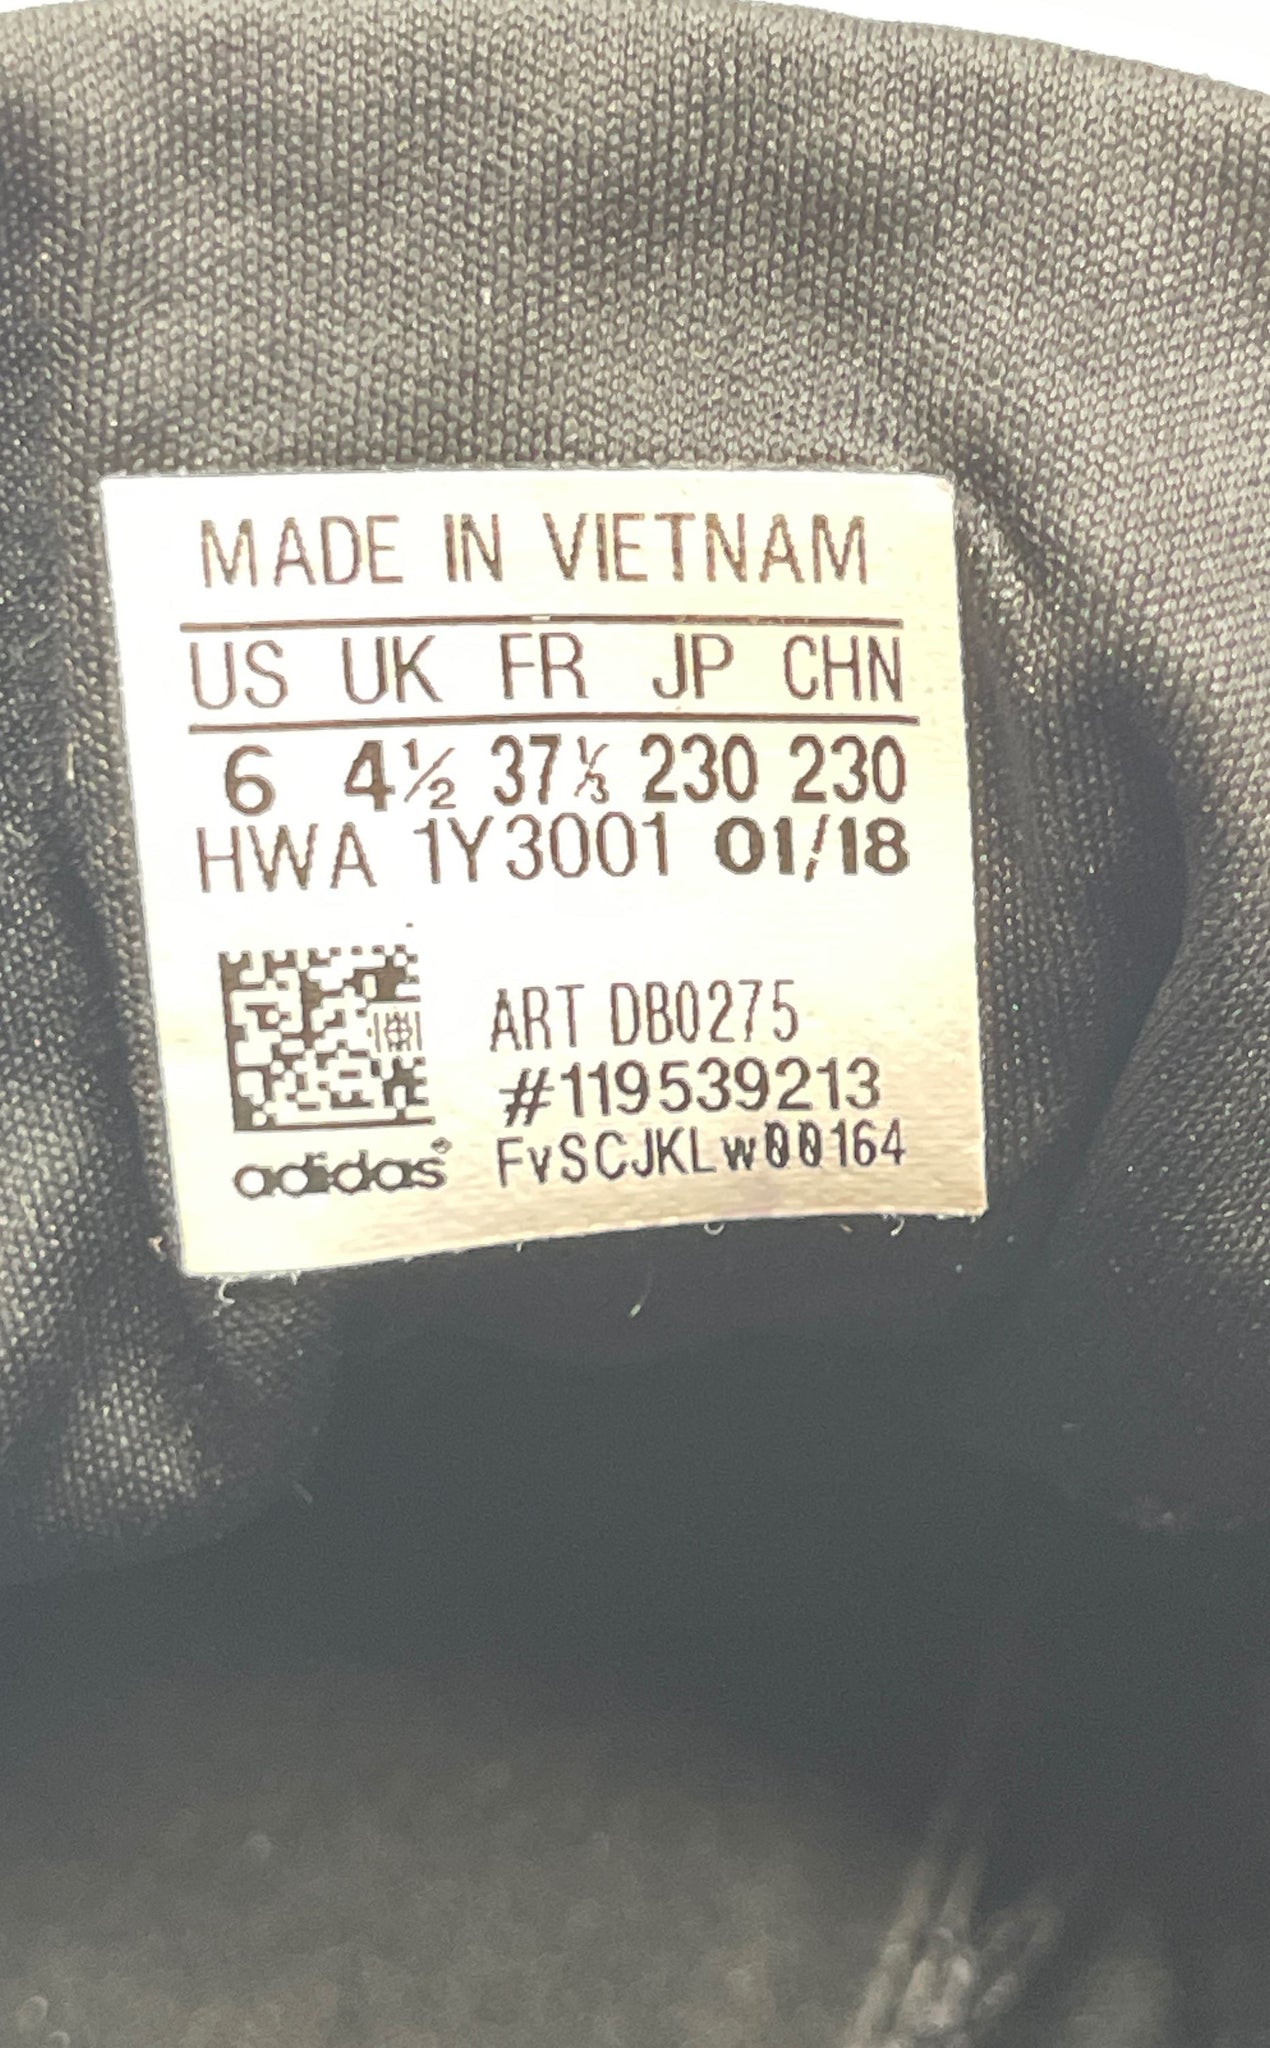 MADE IN VIETNAM
US UK FR JP CHN
6 4½ 37⅓ 230 230
HWA 1Y3001 01/18
ART DB0275
#119539213
adidas® FvSCJKLw00164